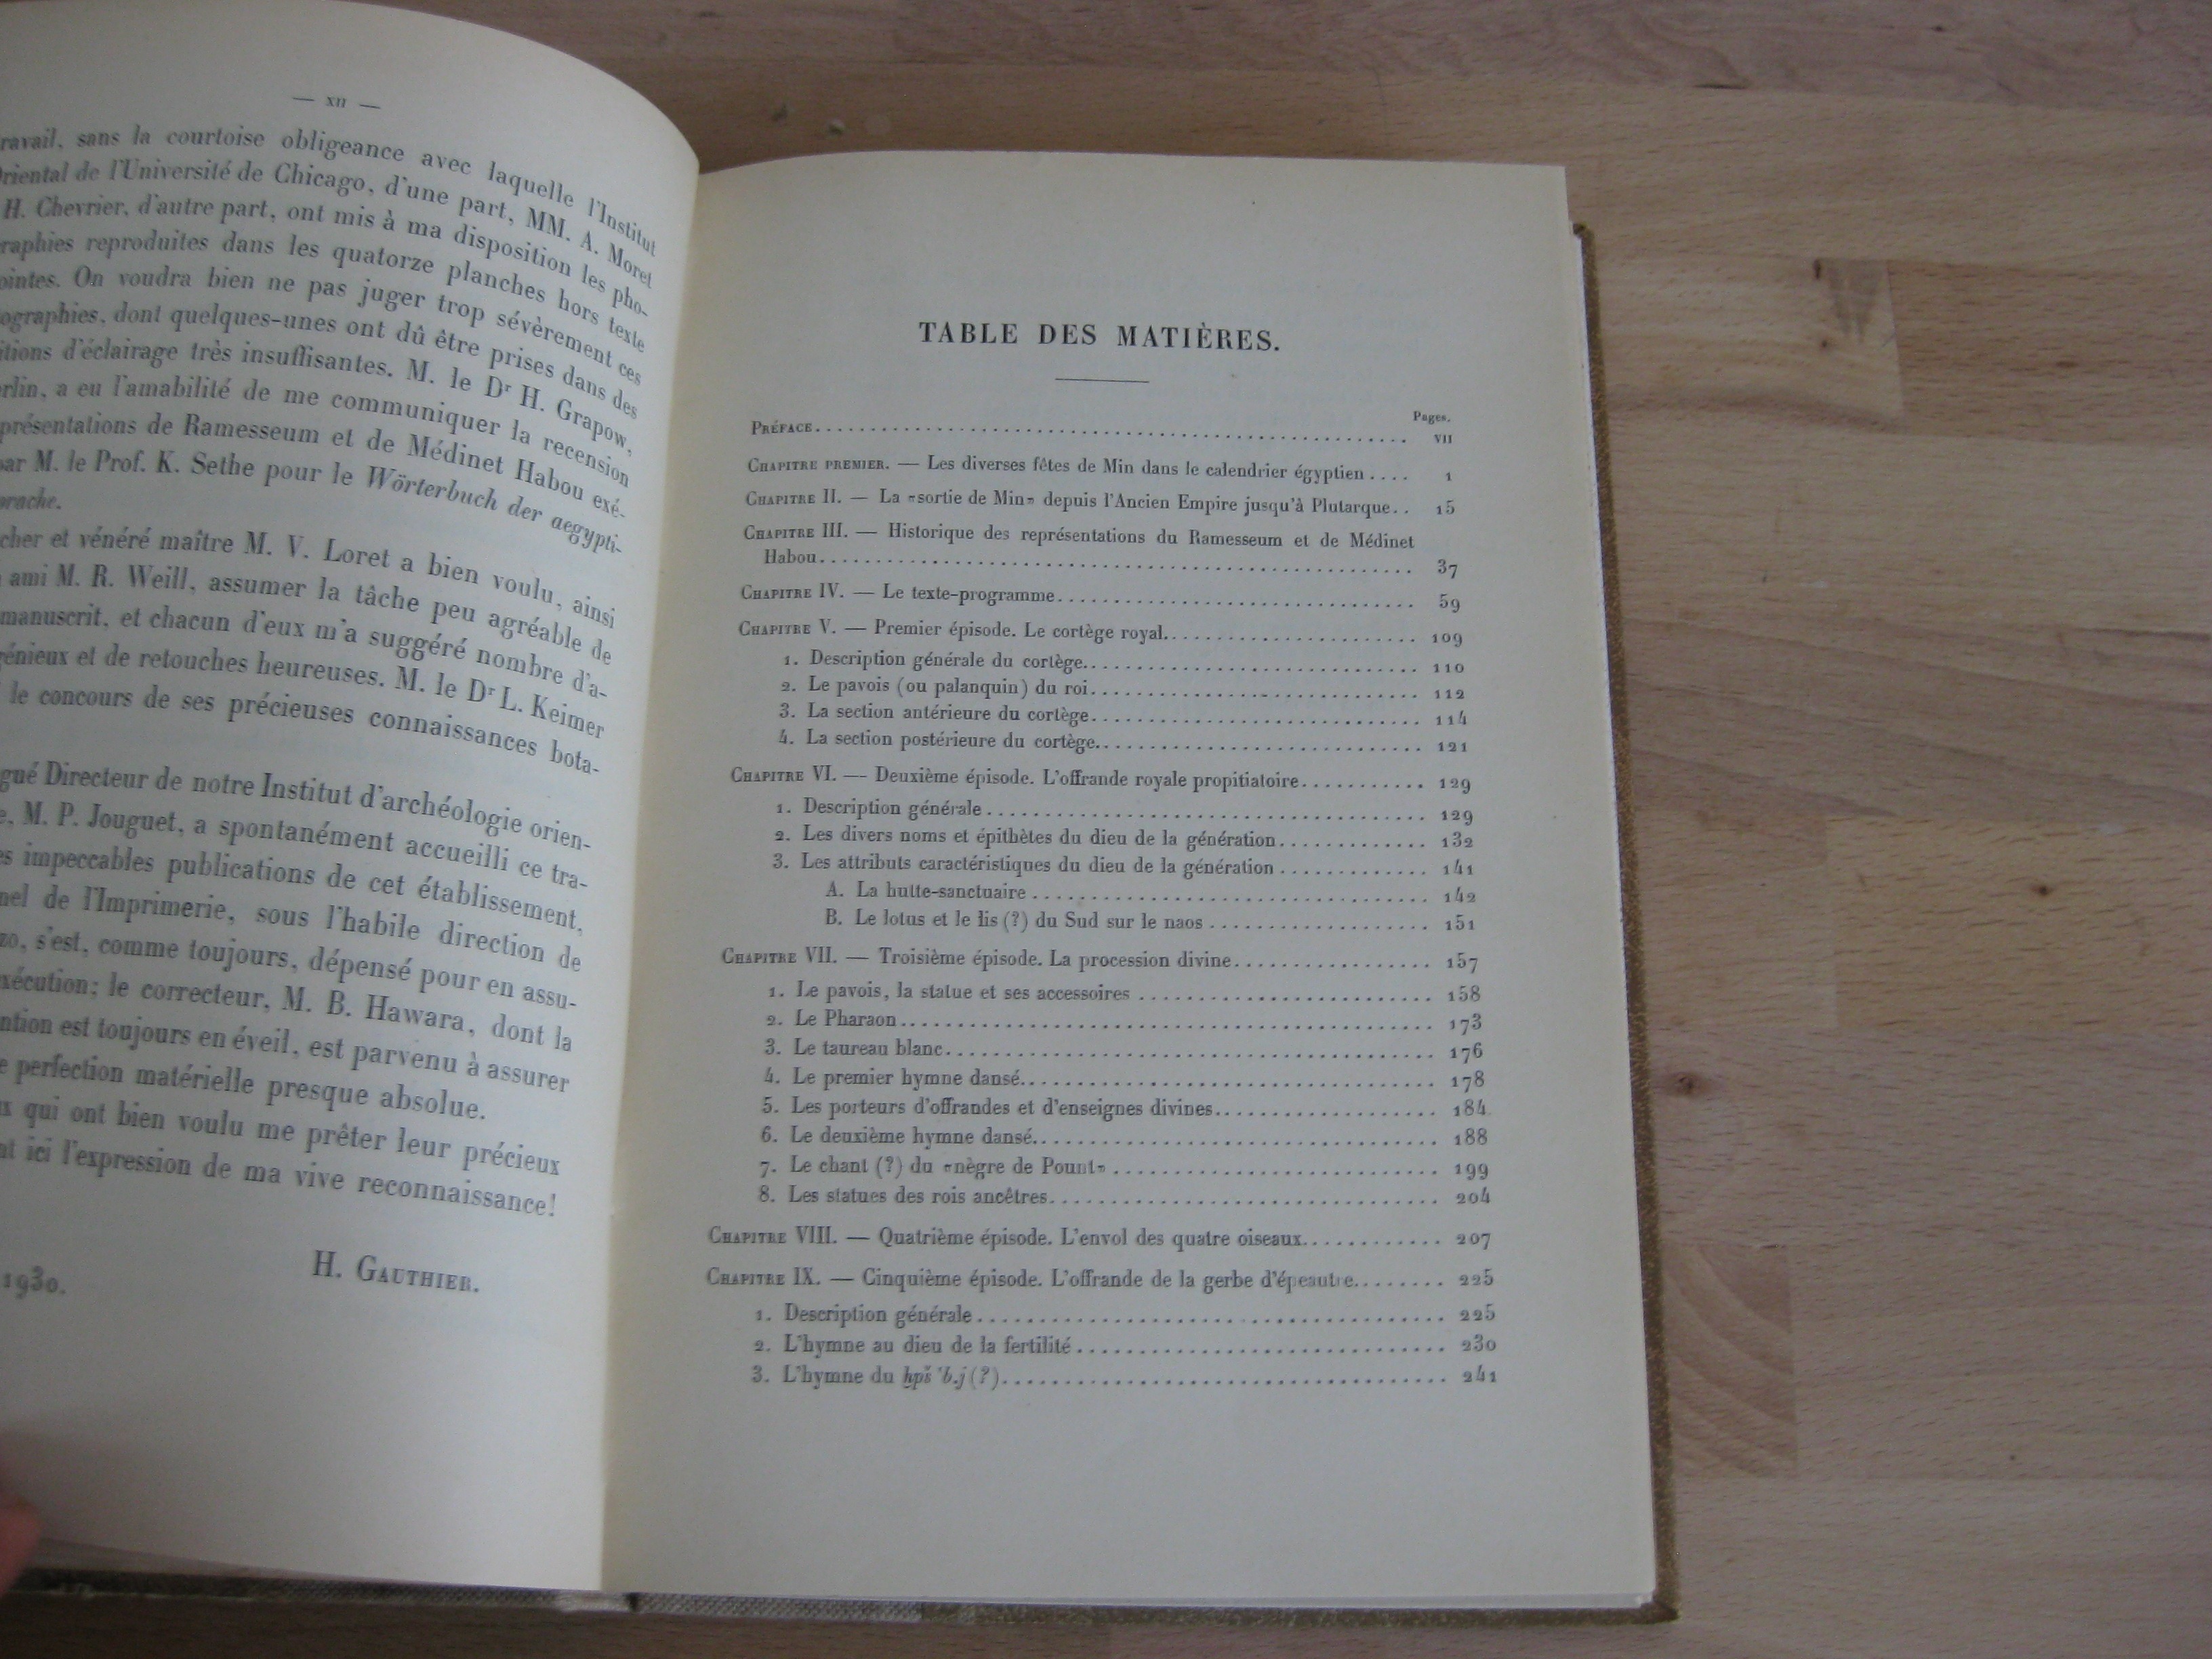 — XII —
sans la courtoise obligeance avec laquelle l'Institut
Oriental de l'Université de Chicago, d'une part, MM. A. Moret
H. Chevrier, d'autre part, ont mis à ma disposition les pho-
reproduites dans les quatorze planches hors texte
On voudra bien ne pas juger trop sévèrement ces
dont quelques-unes ont dû être prises dans des
d'éclairage très insuffisantes. M. le Dr H. Grapow,
a eu l'amabilité de me communiquer la recension
de Ramesseum et de Médinet Habou exé-
par M. le Prof. K. Sethe pour le Wörterbuch der aegypti-
cher et vénéré maître M. V. Loret a bien voulu, ainsi
ami M. R. Weill, assumer la tâche peu agréable de
manuscrit, et chacun d'eux m'a suggéré nombre d'a-
et de retouches heureuses. M. le Dr L. Keimer
le concours de ses précieuses connaissances bota-
Directeur de notre Institut d'archéologie orien-
M. P. Jouguet, a spontanément accueilli ce tra-
impeccables publications de cet établissement,
de l'Imprimerie, sous l'habile direction de
s'est, comme toujours, dépensé pour en assu-
le correcteur, M. B. Hawara, dont la
est toujours en éveil, est parvenu à assurer
perfection matérielle presque absolue.
qui ont bien voulu me prêter leur précieux
ici l'expression de ma vive reconnaissance!
H. GAUTHIER.
1930.
TABLE DES MATIÈRES.
Pages.
PRÉFACE. VII
CHAPITRE PREMIER. — Les diverses fêtes de Min dans le calendrier égyptien .... 1
CHAPITRE II. — La «sortie de Min» depuis l'Ancien Empire jusqu'à Plutarque.. 15
CHAPITRE III. — Historique des représentations du Ramesseum et de Médinet
Habou. 37
CHAPITRE IV. — Le texte-programme. 59
CHAPITRE V. — Premier épisode. Le cortège royal. 109
1. Description générale du cortège. 110
2. Le pavois (ou palanquin) du roi. 112
3. La section antérieure du cortège. 114
4. La section postérieure du cortège. 121
CHAPITRE VI. — Deuxième épisode. L'offrande royale propitiatoire. 129
1. Description générale. 129
2. Les divers noms et épithètes du dieu de la génération. 132
3. Les attributs caractéristiques du dieu de la génération. 141
A. La hutte-sanctuaire. 142
B. Le lotus et le lis (?) du Sud sur le naos. 151
CHAPITRE VII. — Troisième épisode. La procession divine. 157
1. Le pavois, la statue et ses accessoires. 158
2. Le Pharaon. 173
3. Le taureau blanc. 176
4. Le premier hymne dansé. 178
5. Les porteurs d'offrandes et d'enseignes divines. 184
6. Le deuxième hymne dansé. 188
7. Le chant (?) du «nègre de Pount». 199
8. Les statues des rois ancêtres. 204
CHAPITRE VIII. — Quatrième épisode. L'envol des quatre oiseaux. 207
CHAPITRE IX. — Cinquième épisode. L'offrande de la gerbe d'épeautre. 225
1. Description générale. 225
2. L'hymne au dieu de la fertilité. 230
3. L'hymne du ḫpš ʿb.j (?). 241